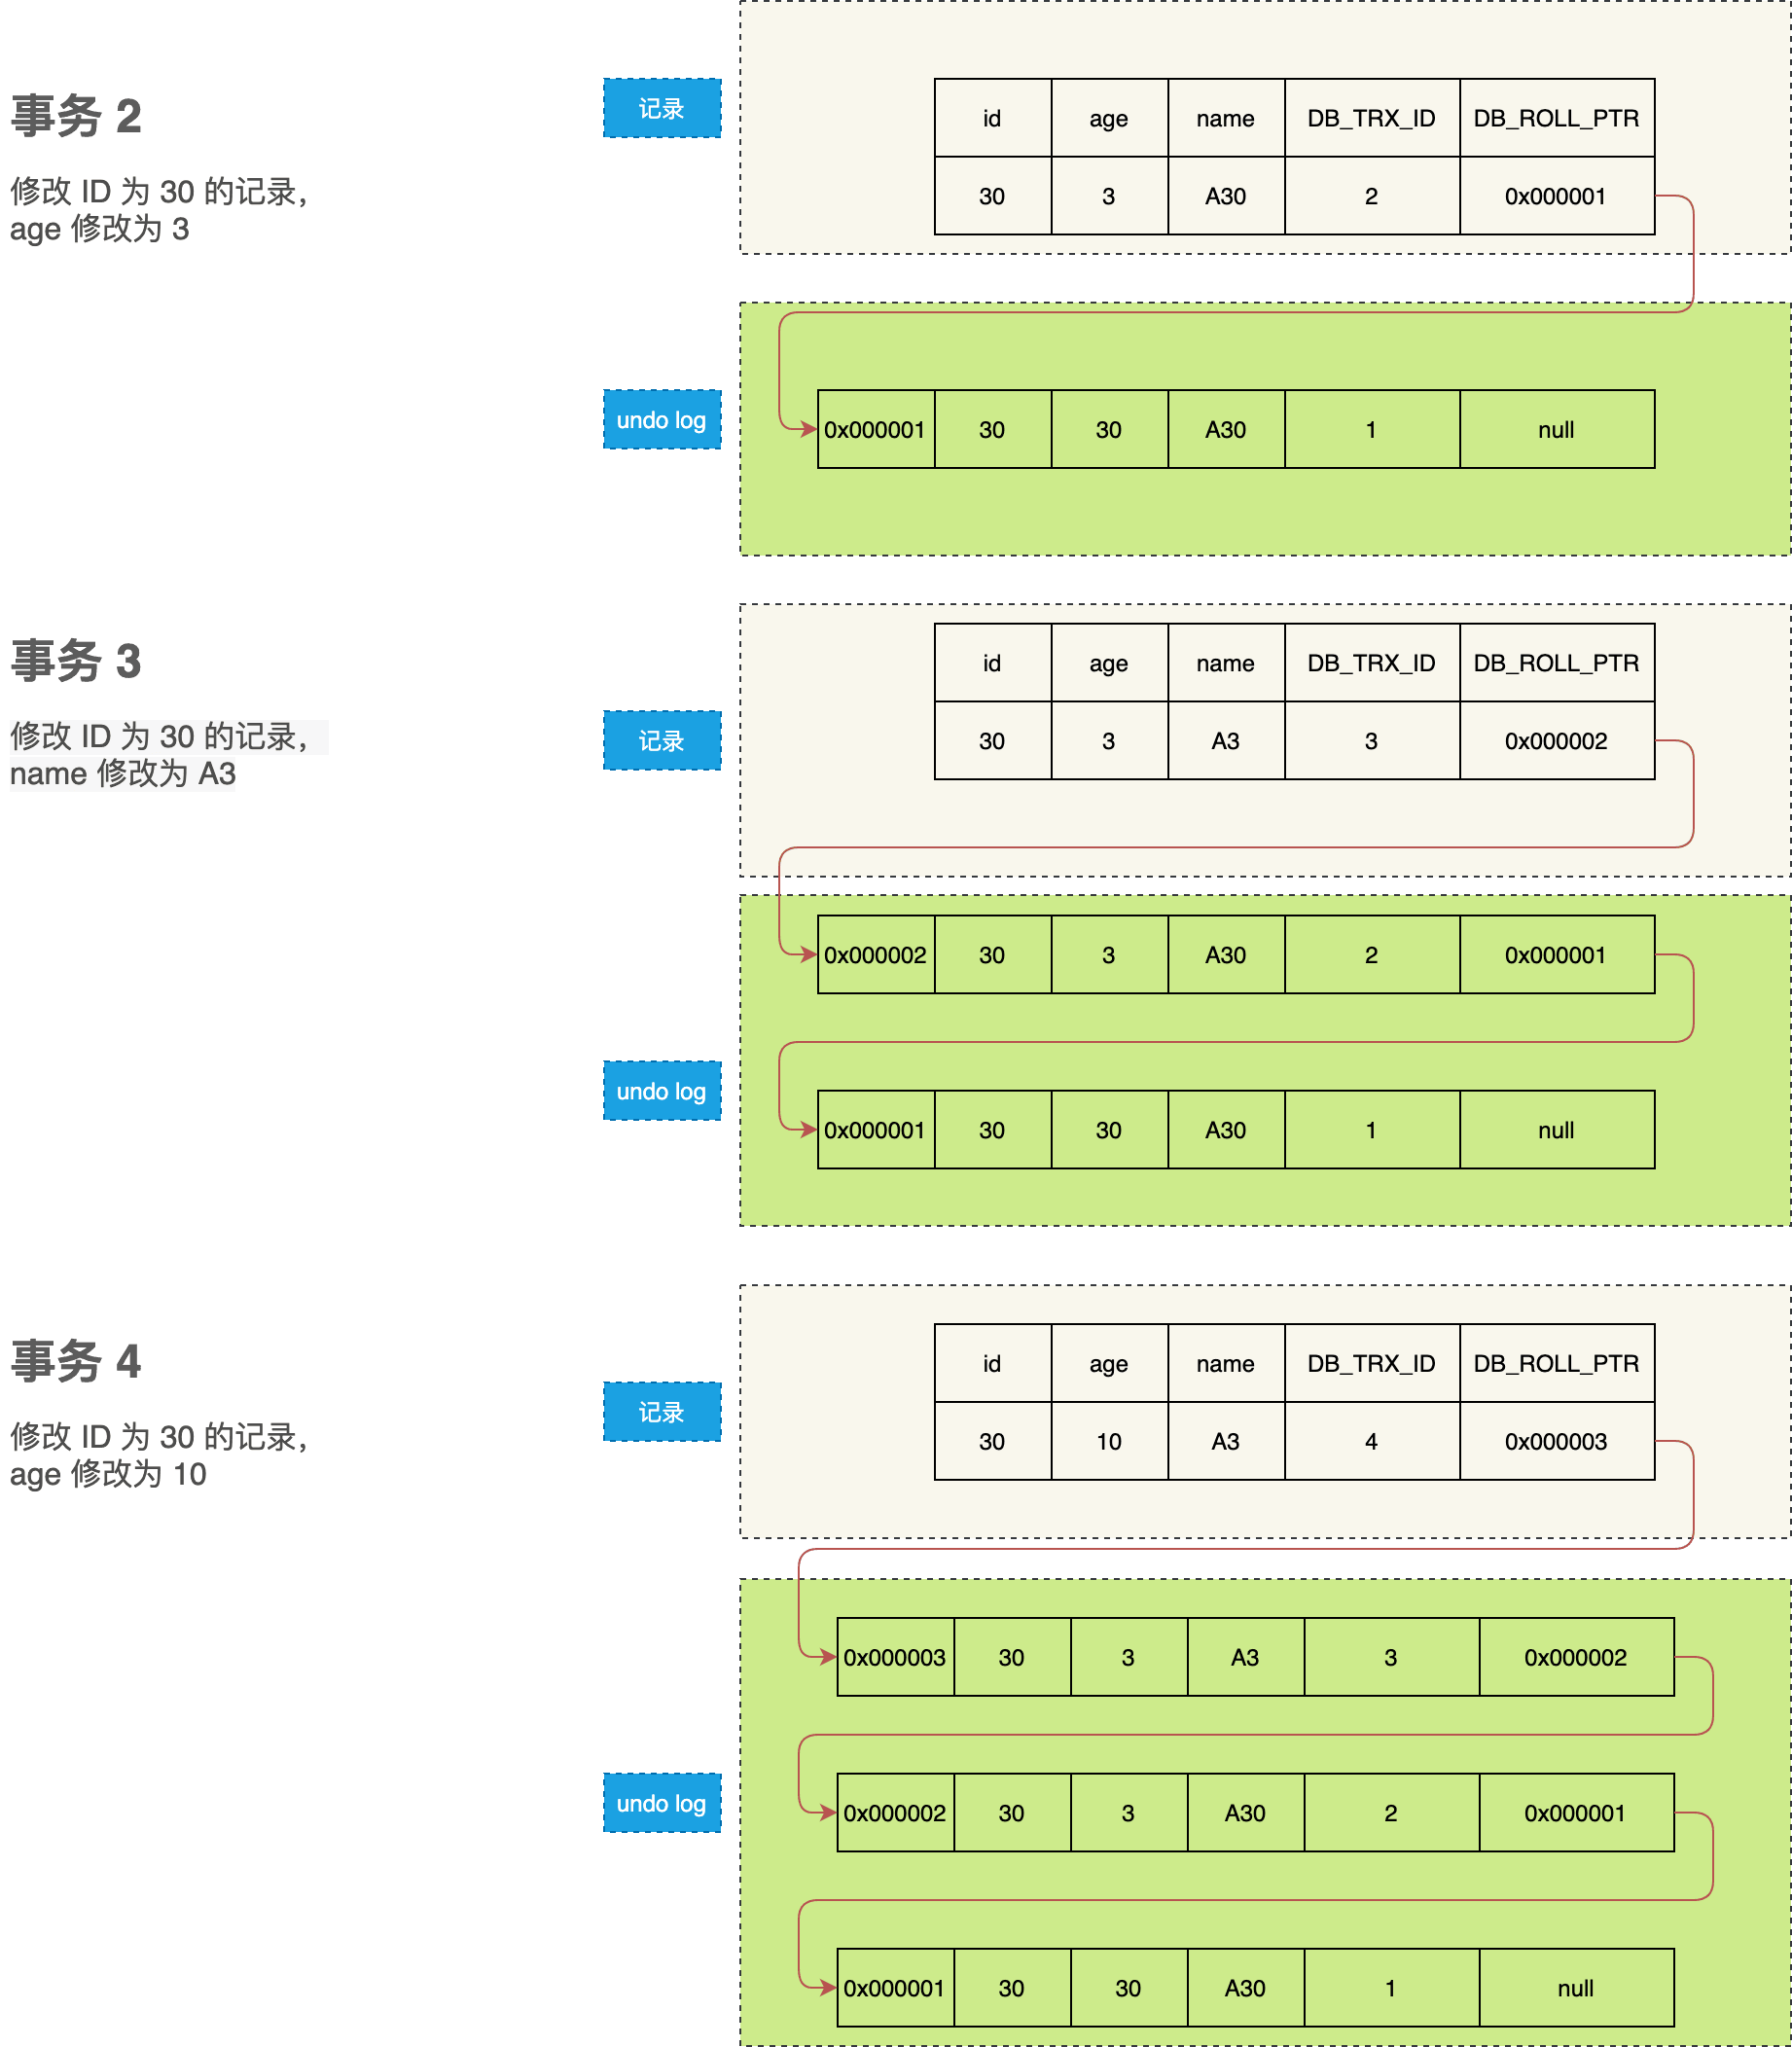 事务 2
修改 ID 为 30 的记录，
age 修改为 3
记录
id age name DB_TRX_ID DB_ROLL_PTR
30 3 A30 2 0x000001
undo log
0x000001 30 30 A30 1 null
事务 3
修改 ID 为 30 的记录，
name 修改为 A3
记录
id age name DB_TRX_ID DB_ROLL_PTR
30 3 A3 3 0x000002
0x000002 30 3 A30 2 0x000001
undo log
0x000001 30 30 A30 1 null
事务 4
修改 ID 为 30 的记录，
age 修改为 10
记录
id age name DB_TRX_ID DB_ROLL_PTR
30 10 A3 4 0x000003
0x000003 30 3 A3 3 0x000002
undo log
0x000002 30 3 A30 2 0x000001
0x000001 30 30 A30 1 null